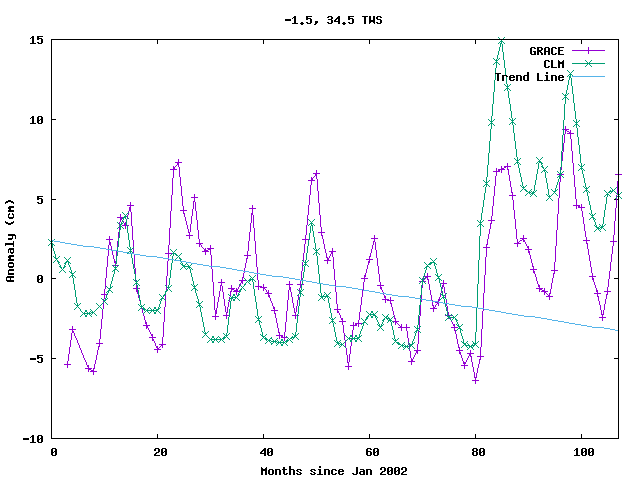 -1.5, 34.5 TWS
GRACE
CLM
Trend Line
15
10
5
0
-5
-10
Anomaly (cm)
0 20 40 60 80 100
Months since Jan 2002